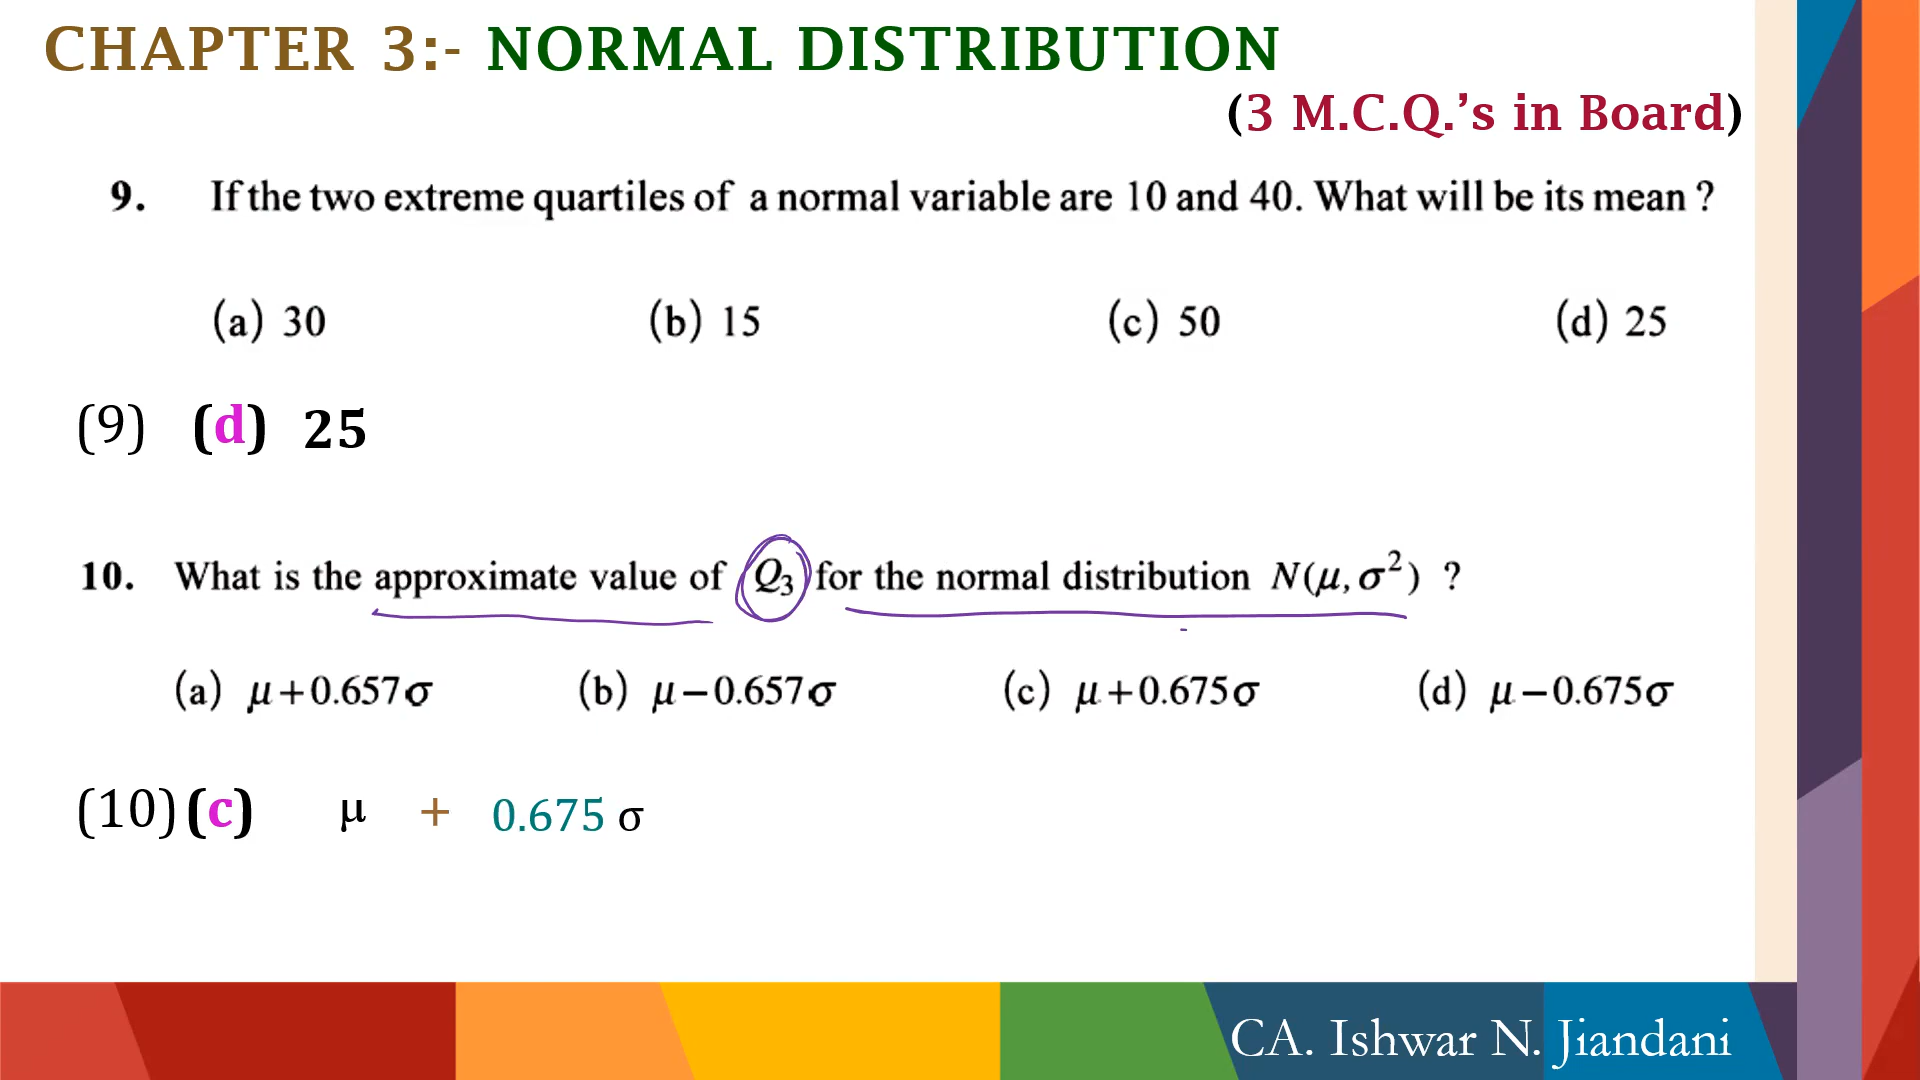 CHAPTER 3:- NORMAL DISTRIBUTION
(3 M.C.Q.’s in Board)
9. If the two extreme quartiles of a normal variable are 10 and 40. What will be its mean ?
(a) 30 (b) 15 (c) 50 (d) 25
(9) (d) 25
10. What is the approximate value of Q₃ for the normal distribution N(μ, σ²) ?
(a) μ+0.657σ (b) μ−0.657σ (c) μ+0.675σ (d) μ−0.675σ
(10) (c) μ + 0.675 σ
CA. Ishwar N. Jiandani